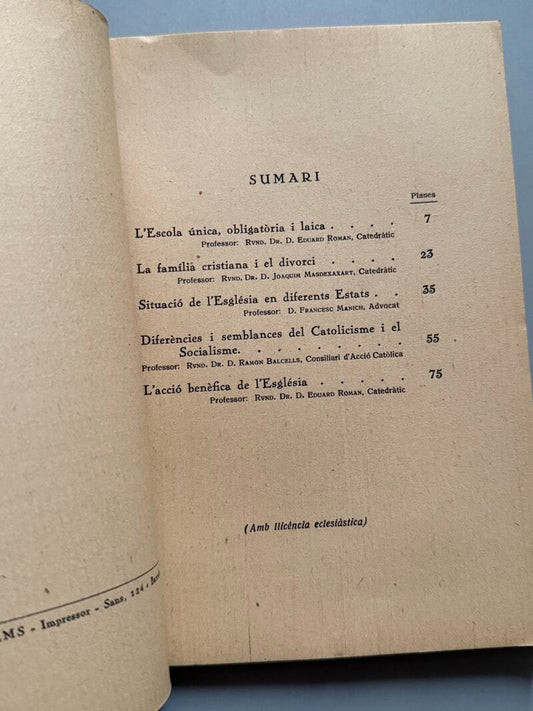 SUMARI
Planes
L'Escola única, obligatòria i laica . . . . 7
Professor: RVND. DR. D. EDUARD ROMAN, Catedràtic
La família cristiana i el divorci . . . . 23
Professor: RVND. DR. D. JOAQUIM MASDEXAXART, Catedràtic
Situació de l'Església en diferents Estats . . 35
Professor: D. FRANCESC MANICH, Advocat
Diferències i semblances del Catolicisme i el
Socialisme. . . . . . . . . 55
Professor: RVND. DR. D. RAMON BALCELLS, Consiliari d'Acció Catòlica
L'acció benèfica de l'Església . . . . . 75
Professor: RVND. DR. D. EDUARD ROMAN, Catedràtic
(Amb llicència eclesiàstica)
MS - Impressor - Sans, 124 -